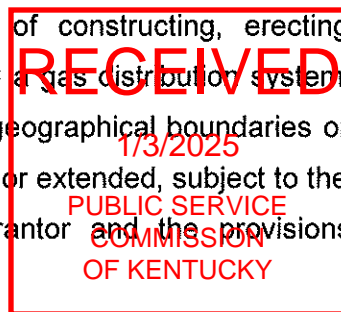 of constructing, erecting
RECEIVED
a gas distribution system
geographical boundaries o
1/3/2025
or extended, subject to the
PUBLIC SERVICE
rantor and the provisions
COMMISSION
OF KENTUCKY